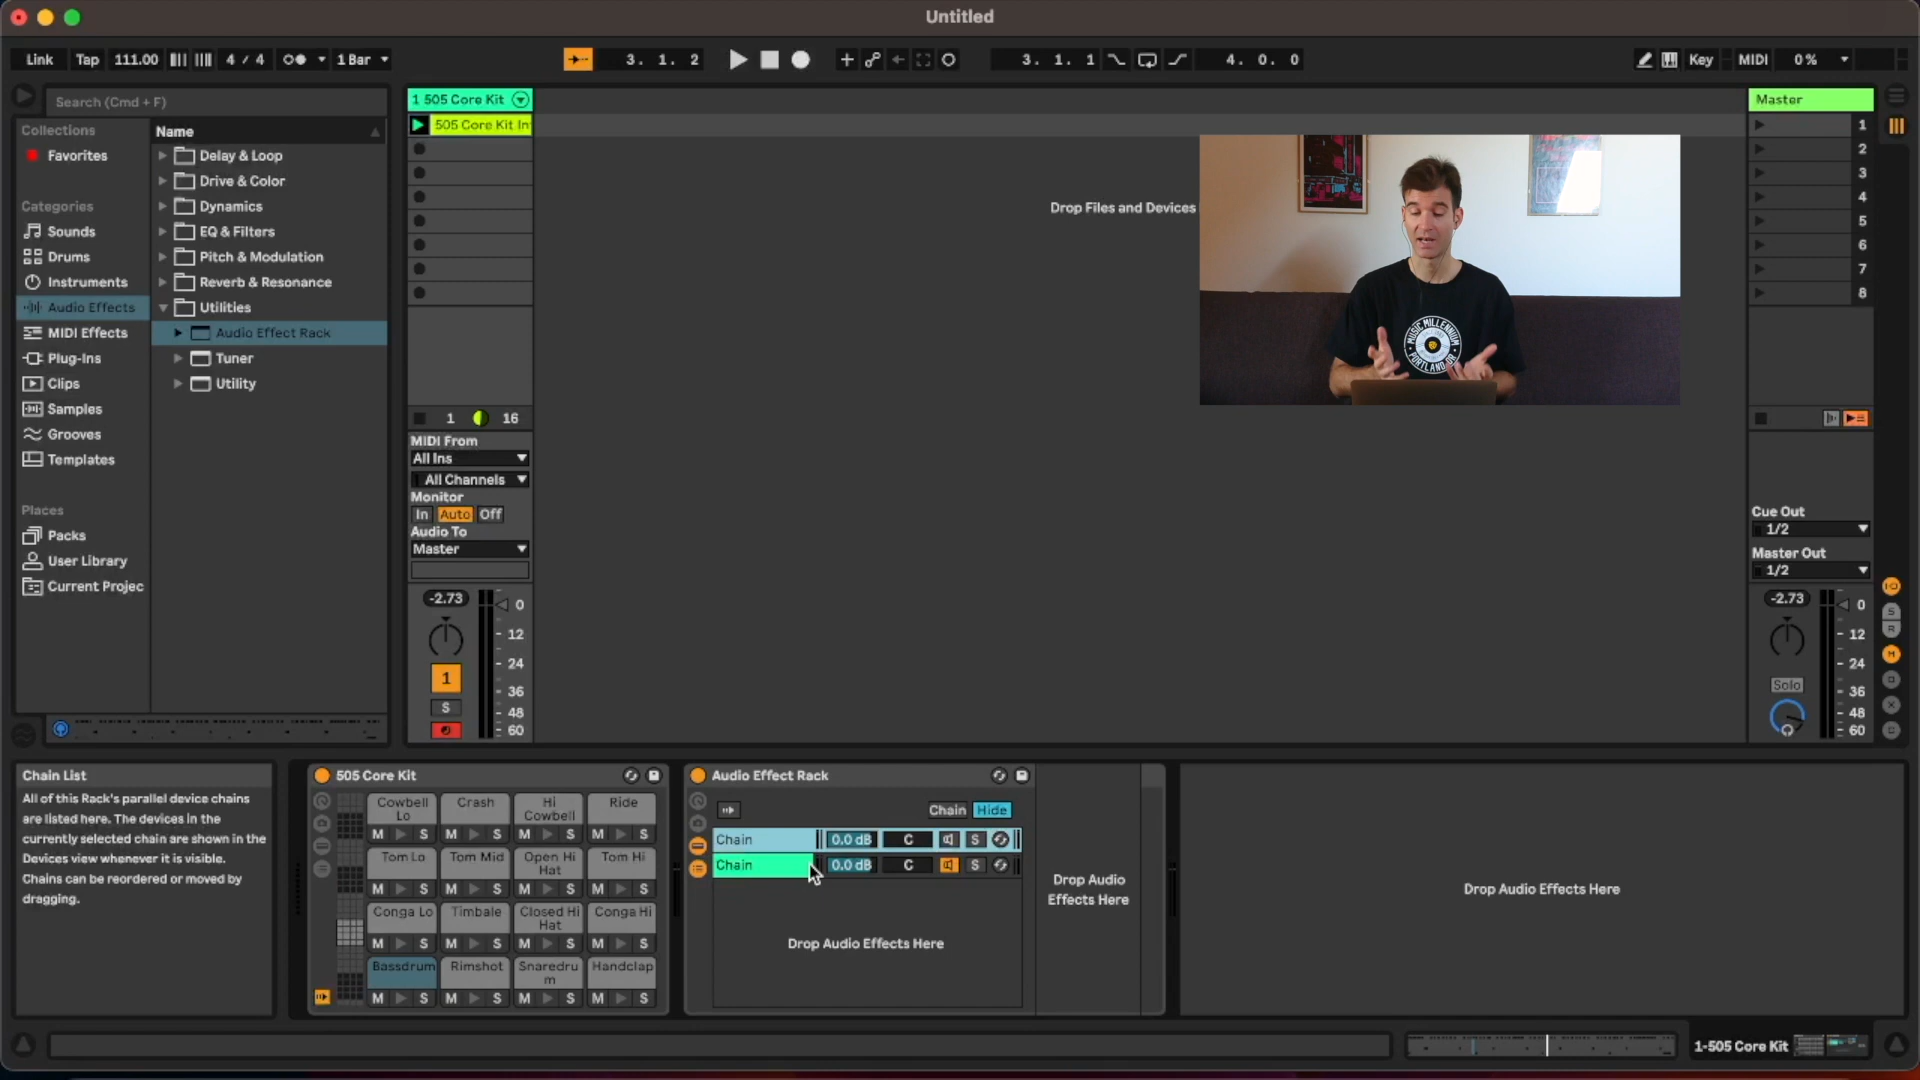 Untitled
Link Tap 111.00 4 / 4 1 Bar 3. 1. 2 3. 1. 1 4. 0. 0 Key MIDI 0 %
Search (Cmd + F)
Collections
Favorites
Categories
Sounds
Drums
Instruments
Audio Effects
MIDI Effects
Plug-Ins
Clips
Samples
Grooves
Templates
Places
Packs
User Library
Current Projec
Name
Delay & Loop
Drive & Color
Dynamics
EQ & Filters
Pitch & Modulation
Reverb & Resonance
Utilities
Audio Effect Rack
Tuner
Utility
1 505 Core Kit
505 Core Kit In
1 16
MIDI From
All Ins
All Channels
Monitor
In Auto Off
Audio To
Master
-2.73
0
12
24
36
48
60
1
S
Drop Files and Devices
MUSIC MILLENNIUM
PORTLAND, OR
Master
1
2
3
4
5
6
7
8
Cue Out
1/2
Master Out
1/2
-2.73
0
12
24
36
48
60
Solo
I·O
S
R
M
D
X
Chain List
All of this Rack's parallel device chains
are listed here. The devices in the
currently selected chain are shown in the
Devices view whenever it is visible.
Chains can be reordered or moved by
dragging.
505 Core Kit
Cowbell
Lo
Crash
Hi
Cowbell
Ride
M S M S M S M S
Tom Lo
Tom Mid
Open Hi
Hat
Tom Hi
M S M S M S M S
Conga Lo
Timbale
Closed Hi
Hat
Conga Hi
M S M S M S M S
Bassdrum
Rimshot
Snaredru
m
Handclap
M S M S M S M S
Audio Effect Rack
Chain Hide
Chain 0.0 dB C S
Chain 0.0 dB C S
Drop Audio Effects Here
Drop Audio
Effects Here
Drop Audio Effects Here
1-505 Core Kit